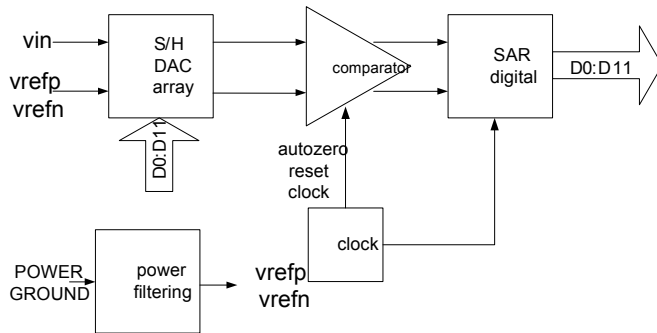 vin
vrefp
vrefn
S/H
DAC
array
D0:D11
comparator
SAR
digital
D0:D11
autozero
reset
clock
clock
POWER
GROUND
power
filtering
vrefp
vrefn